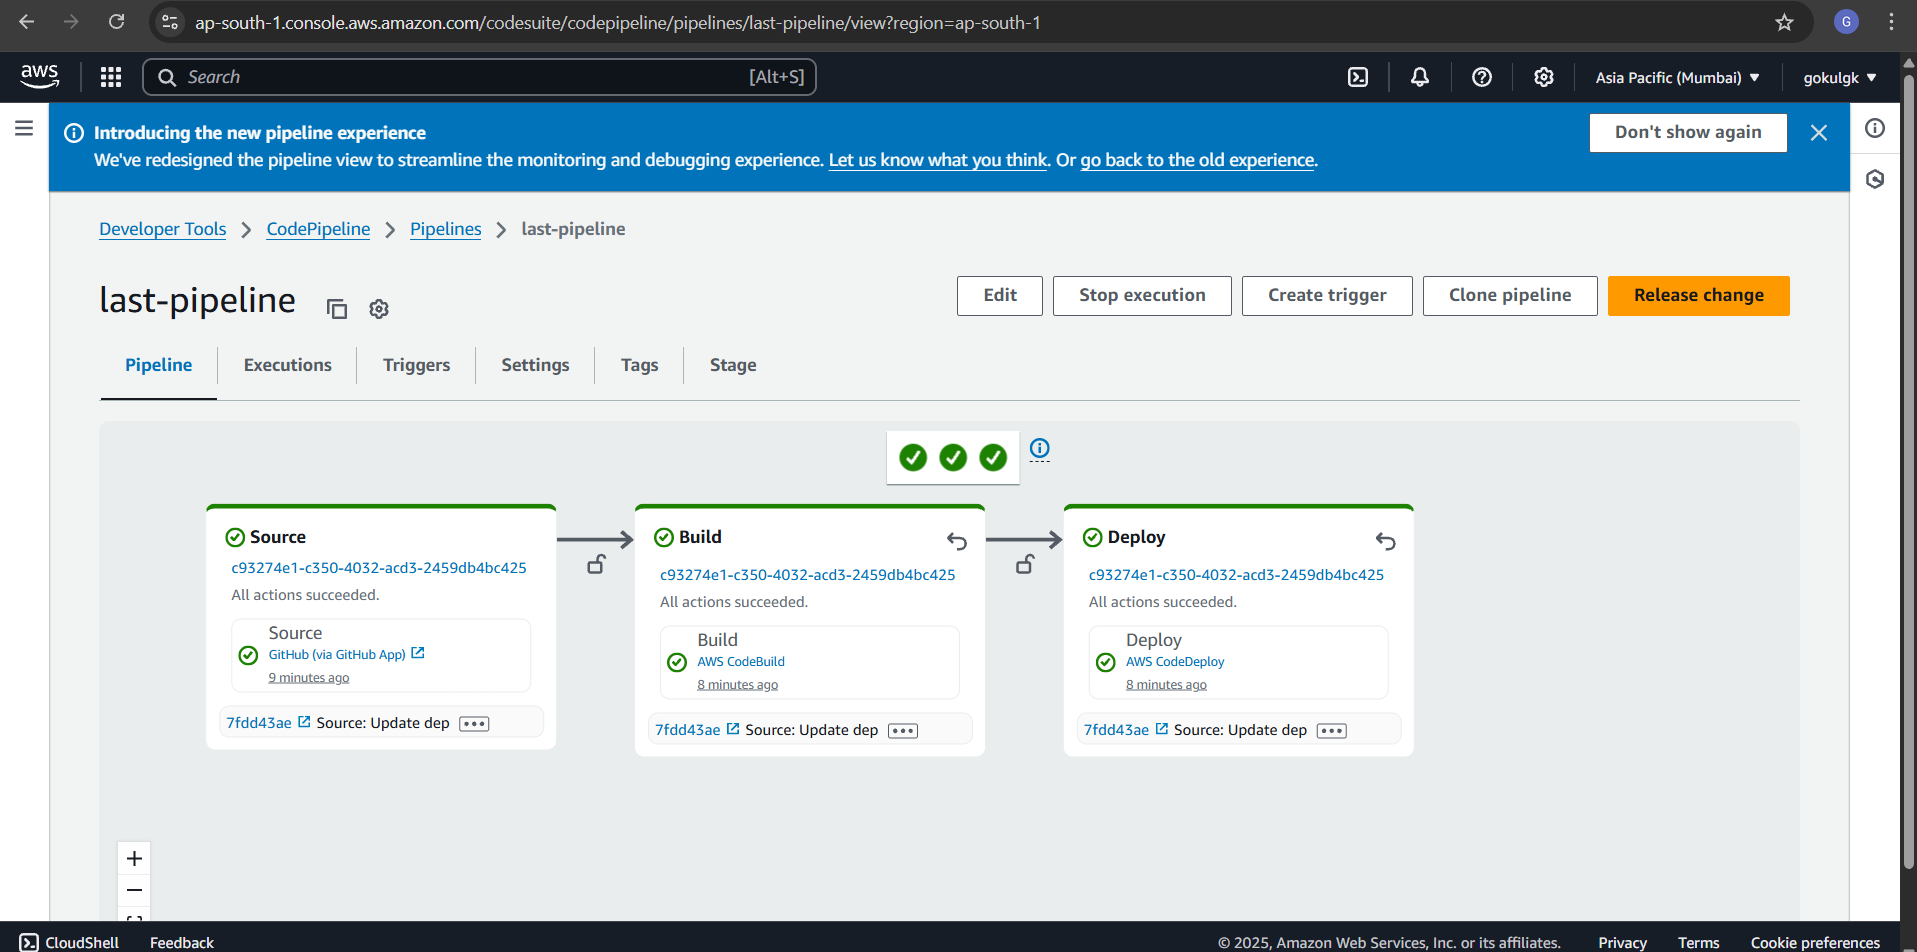 ap-south-1.console.aws.amazon.com/codesuite/codepipeline/pipelines/last-pipeline/view?region=ap-south-1
G
aws
Search
[Alt+S]
Asia Pacific (Mumbai)
gokulgk
Introducing the new pipeline experience
We've redesigned the pipeline view to streamline the monitoring and debugging experience. Let us know what you think. Or go back to the old experience.
Don't show again
Developer Tools
CodePipeline
Pipelines
last-pipeline
last-pipeline
Edit
Stop execution
Create trigger
Clone pipeline
Release change
Pipeline
Executions
Triggers
Settings
Tags
Stage
Source
c93274e1-c350-4032-acd3-2459db4bc425
All actions succeeded.
Source
GitHub (via GitHub App)
9 minutes ago
7fdd43ae Source: Update dep
Build
c93274e1-c350-4032-acd3-2459db4bc425
All actions succeeded.
Build
AWS CodeBuild
8 minutes ago
7fdd43ae Source: Update dep
Deploy
c93274e1-c350-4032-acd3-2459db4bc425
All actions succeeded.
Deploy
AWS CodeDeploy
8 minutes ago
7fdd43ae Source: Update dep
CloudShell
Feedback
© 2025, Amazon Web Services, Inc. or its affiliates.
Privacy
Terms
Cookie preferences